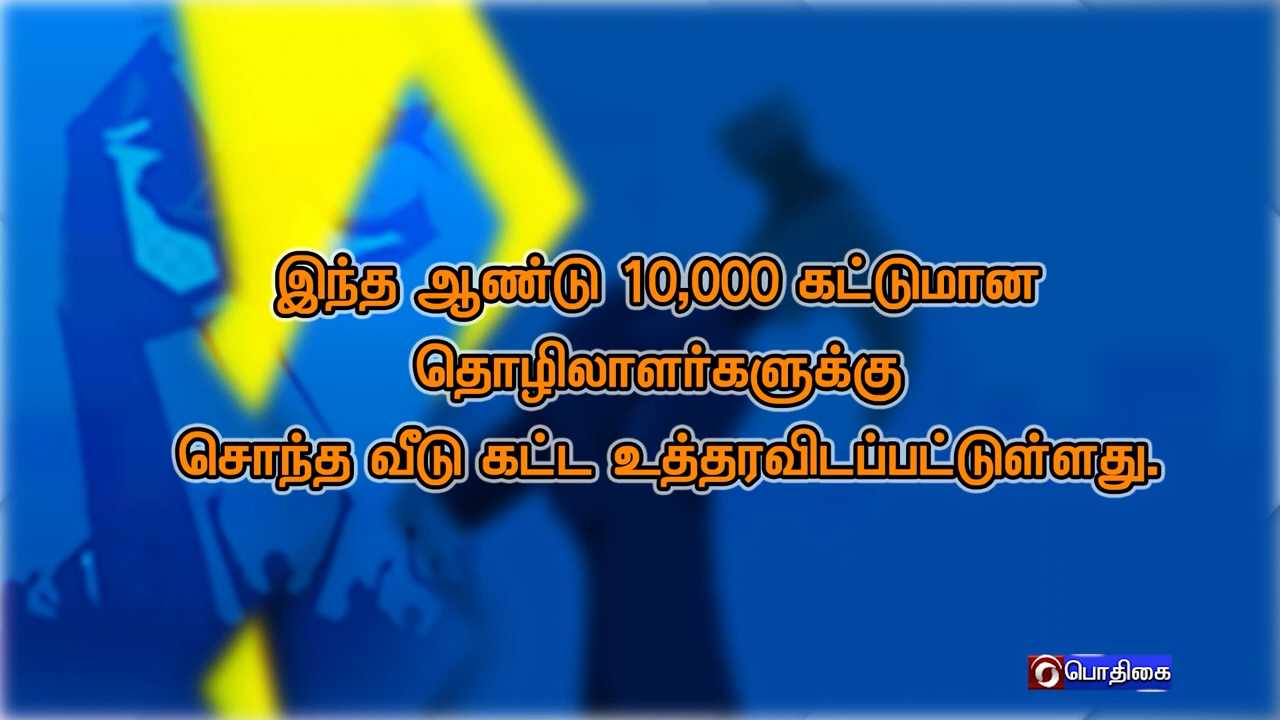 இந்த ஆண்டு 10,000 கட்டுமான
தொழிலாளர்களுக்கு
சொந்த வீடு கட்ட உத்தரவிடப்பட்டுள்ளது.
பொதிகை